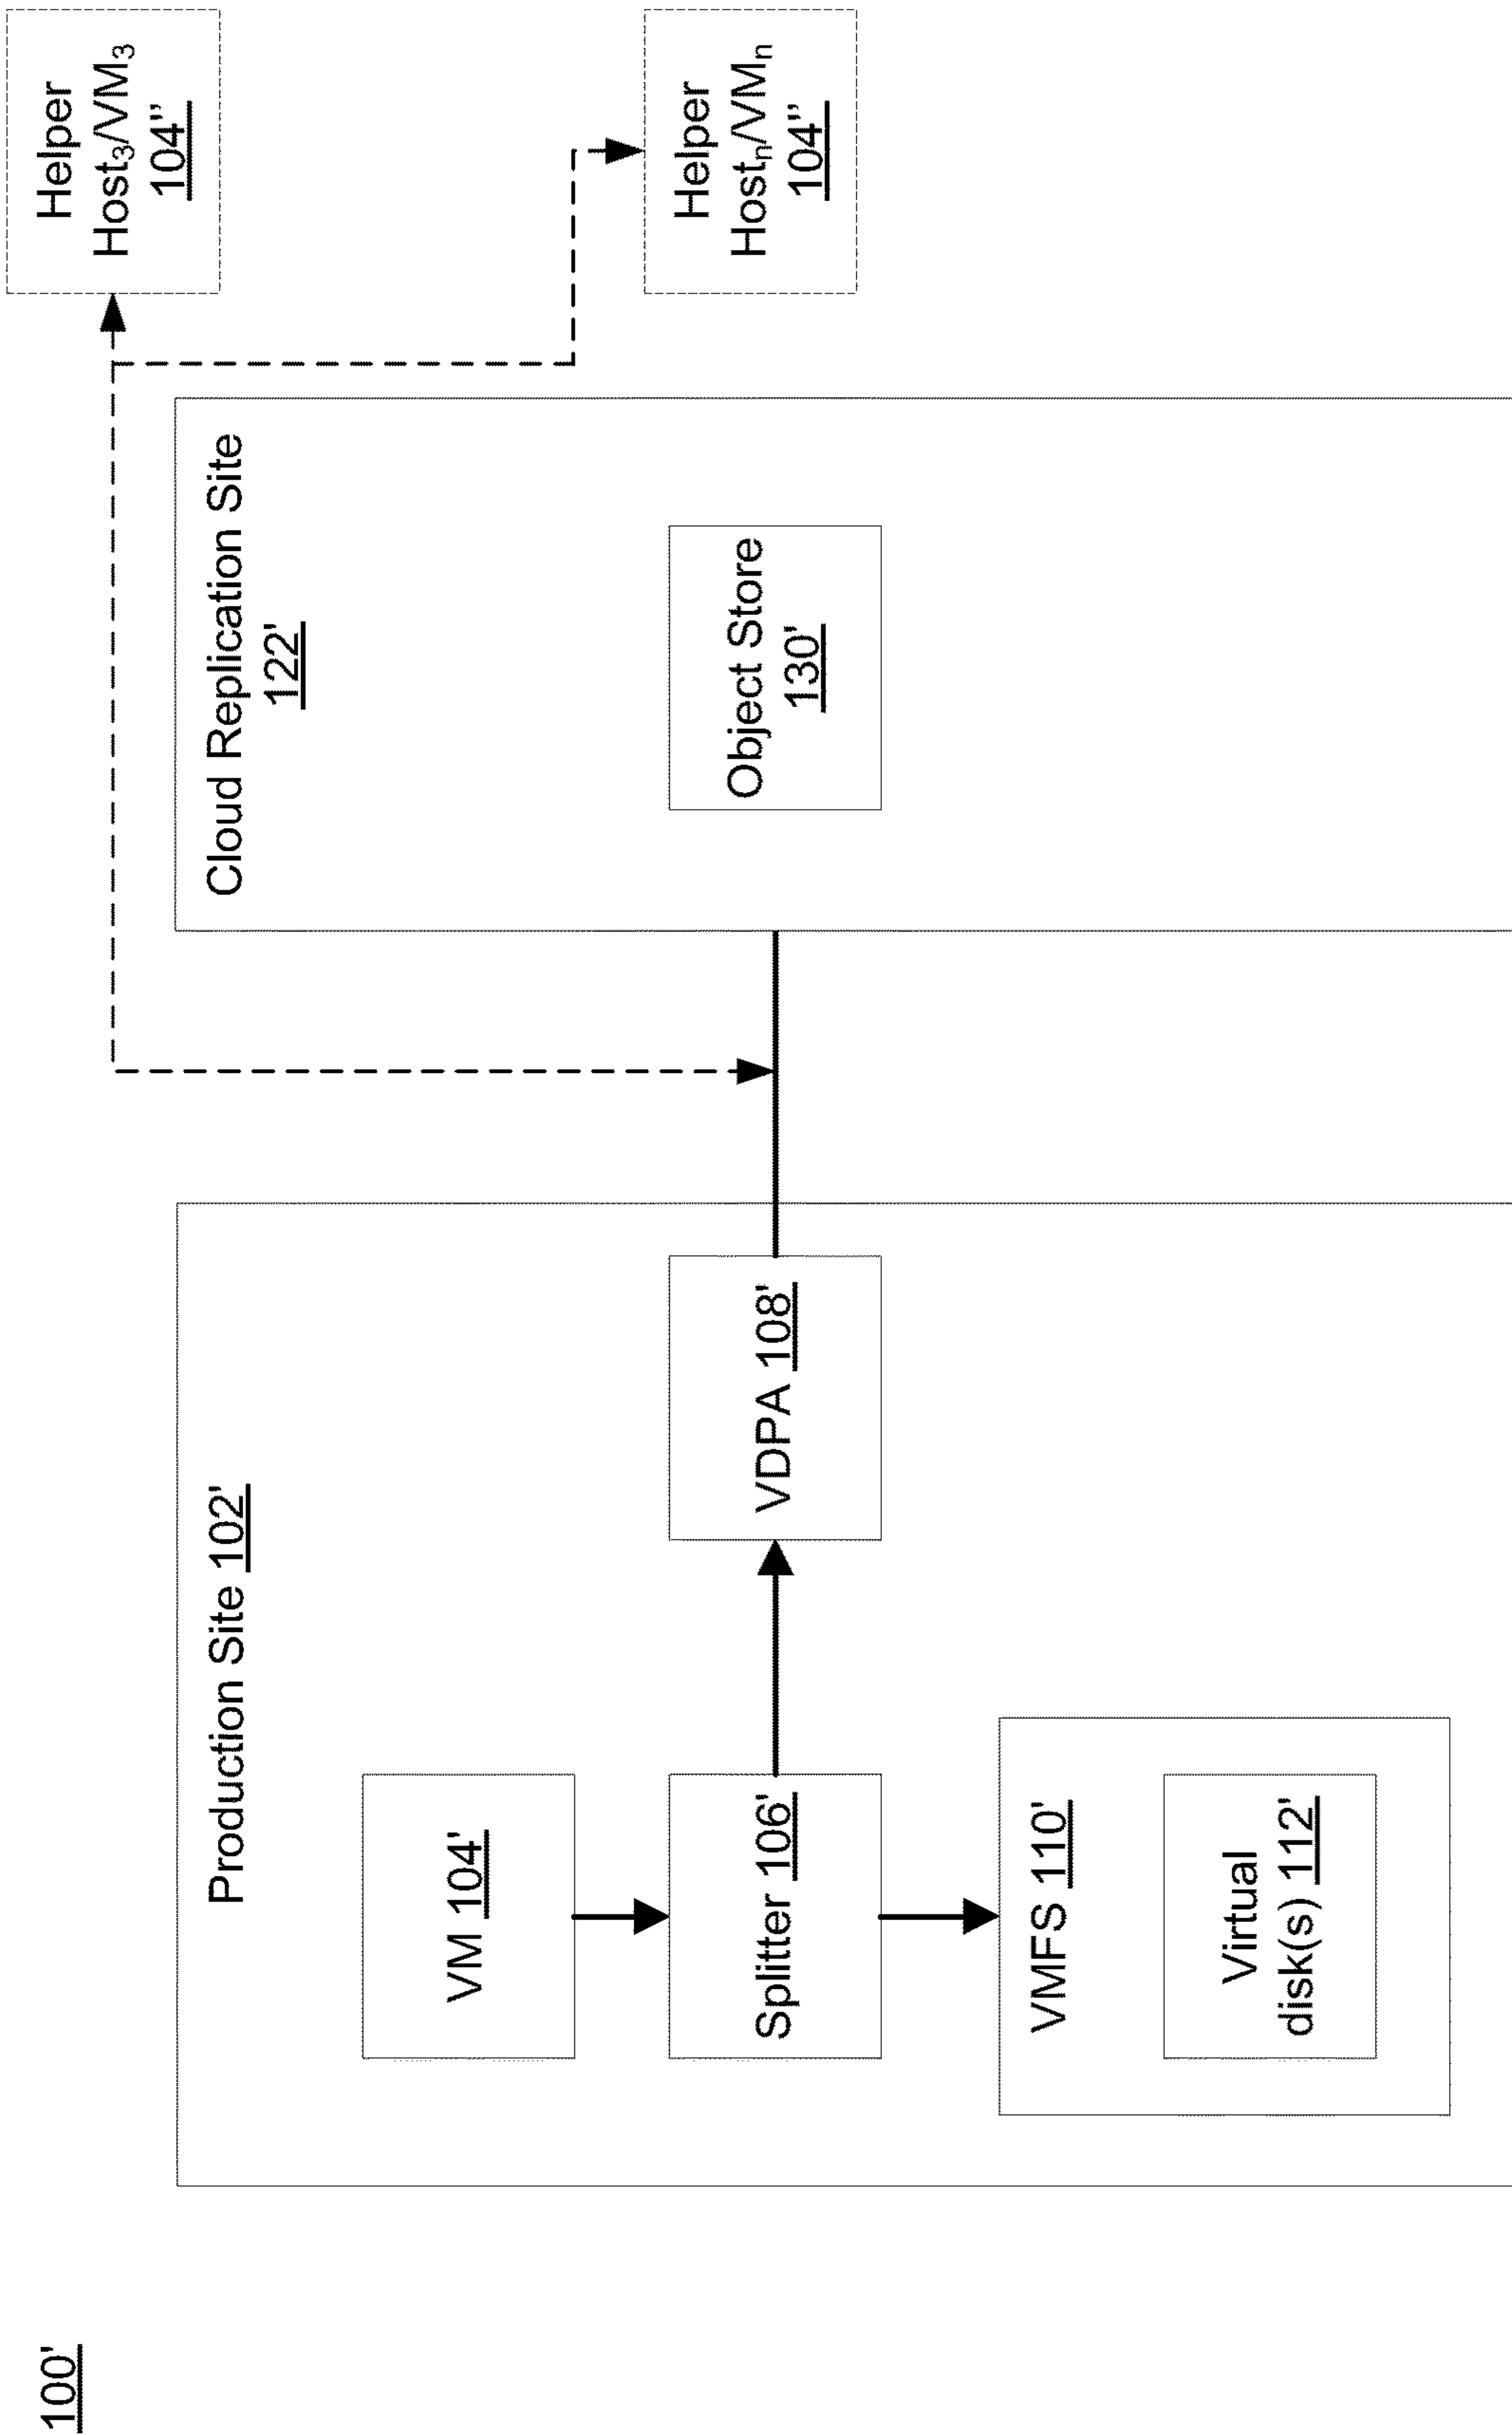 100'
Production Site 102'
VM 104'
Splitter 106'
VMFS 110'
Virtual
disk(s) 112'
VDPA 108'
Cloud Replication Site
122'
Object Store
130'
Helper
Host₃/VM₃
104"
Helper
Hostₙ/VMₙ
104"